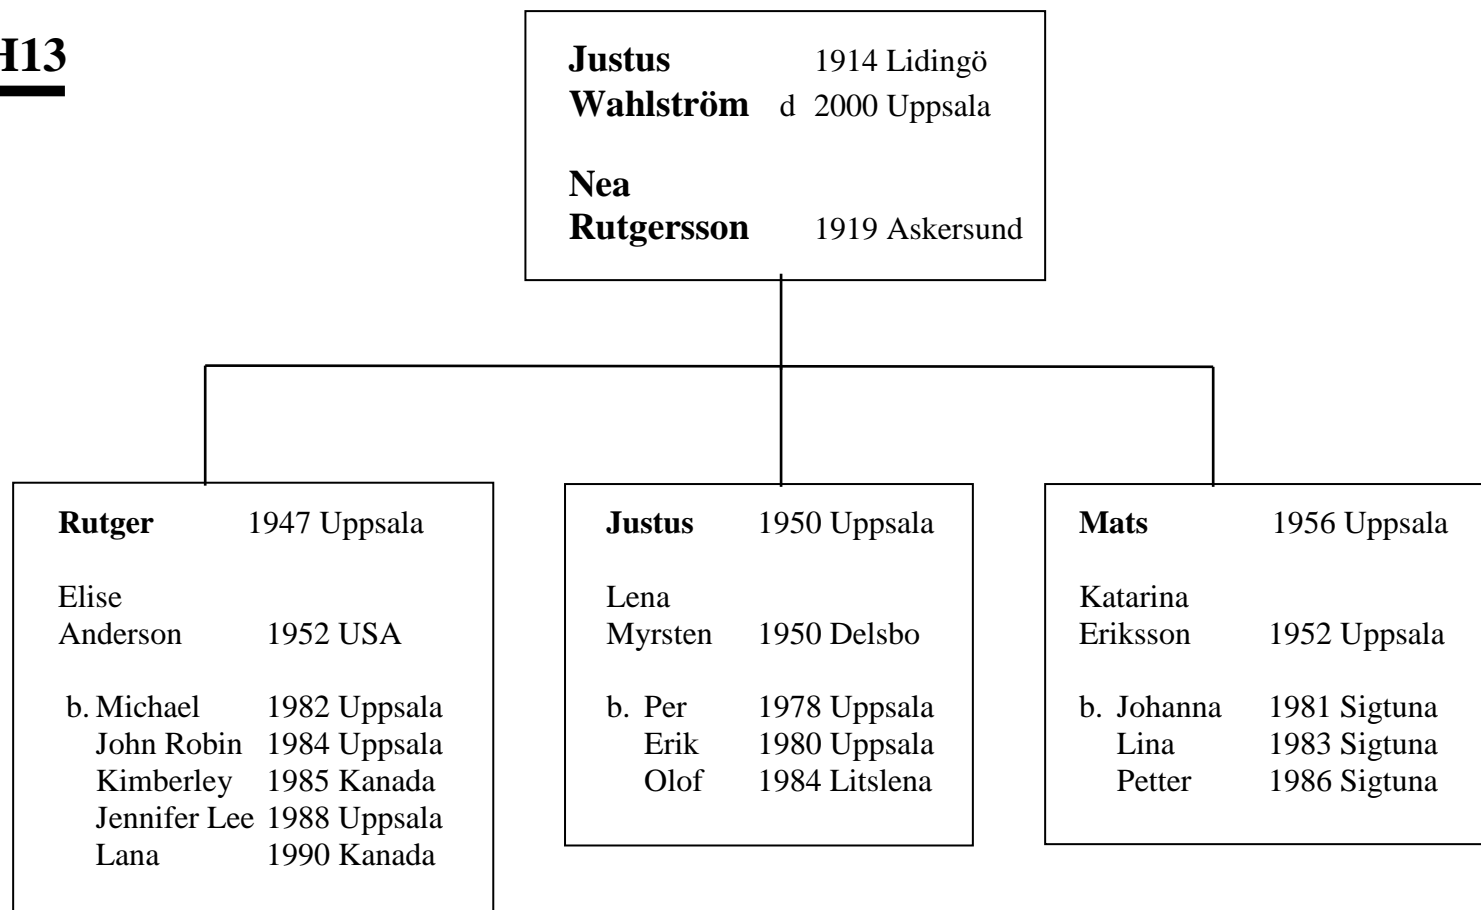 H13
Justus 1914 Lidingö
Wahlström d 2000 Uppsala
Nea
Rutgersson 1919 Askersund
Rutger 1947 Uppsala
Elise
Anderson 1952 USA
b. Michael 1982 Uppsala
John Robin 1984 Uppsala
Kimberley 1985 Kanada
Jennifer Lee 1988 Uppsala
Lana 1990 Kanada
Justus 1950 Uppsala
Lena
Myrsten 1950 Delsbo
b. Per 1978 Uppsala
Erik 1980 Uppsala
Olof 1984 Litslena
Mats 1956 Uppsala
Katarina
Eriksson 1952 Uppsala
b. Johanna 1981 Sigtuna
Lina 1983 Sigtuna
Petter 1986 Sigtuna